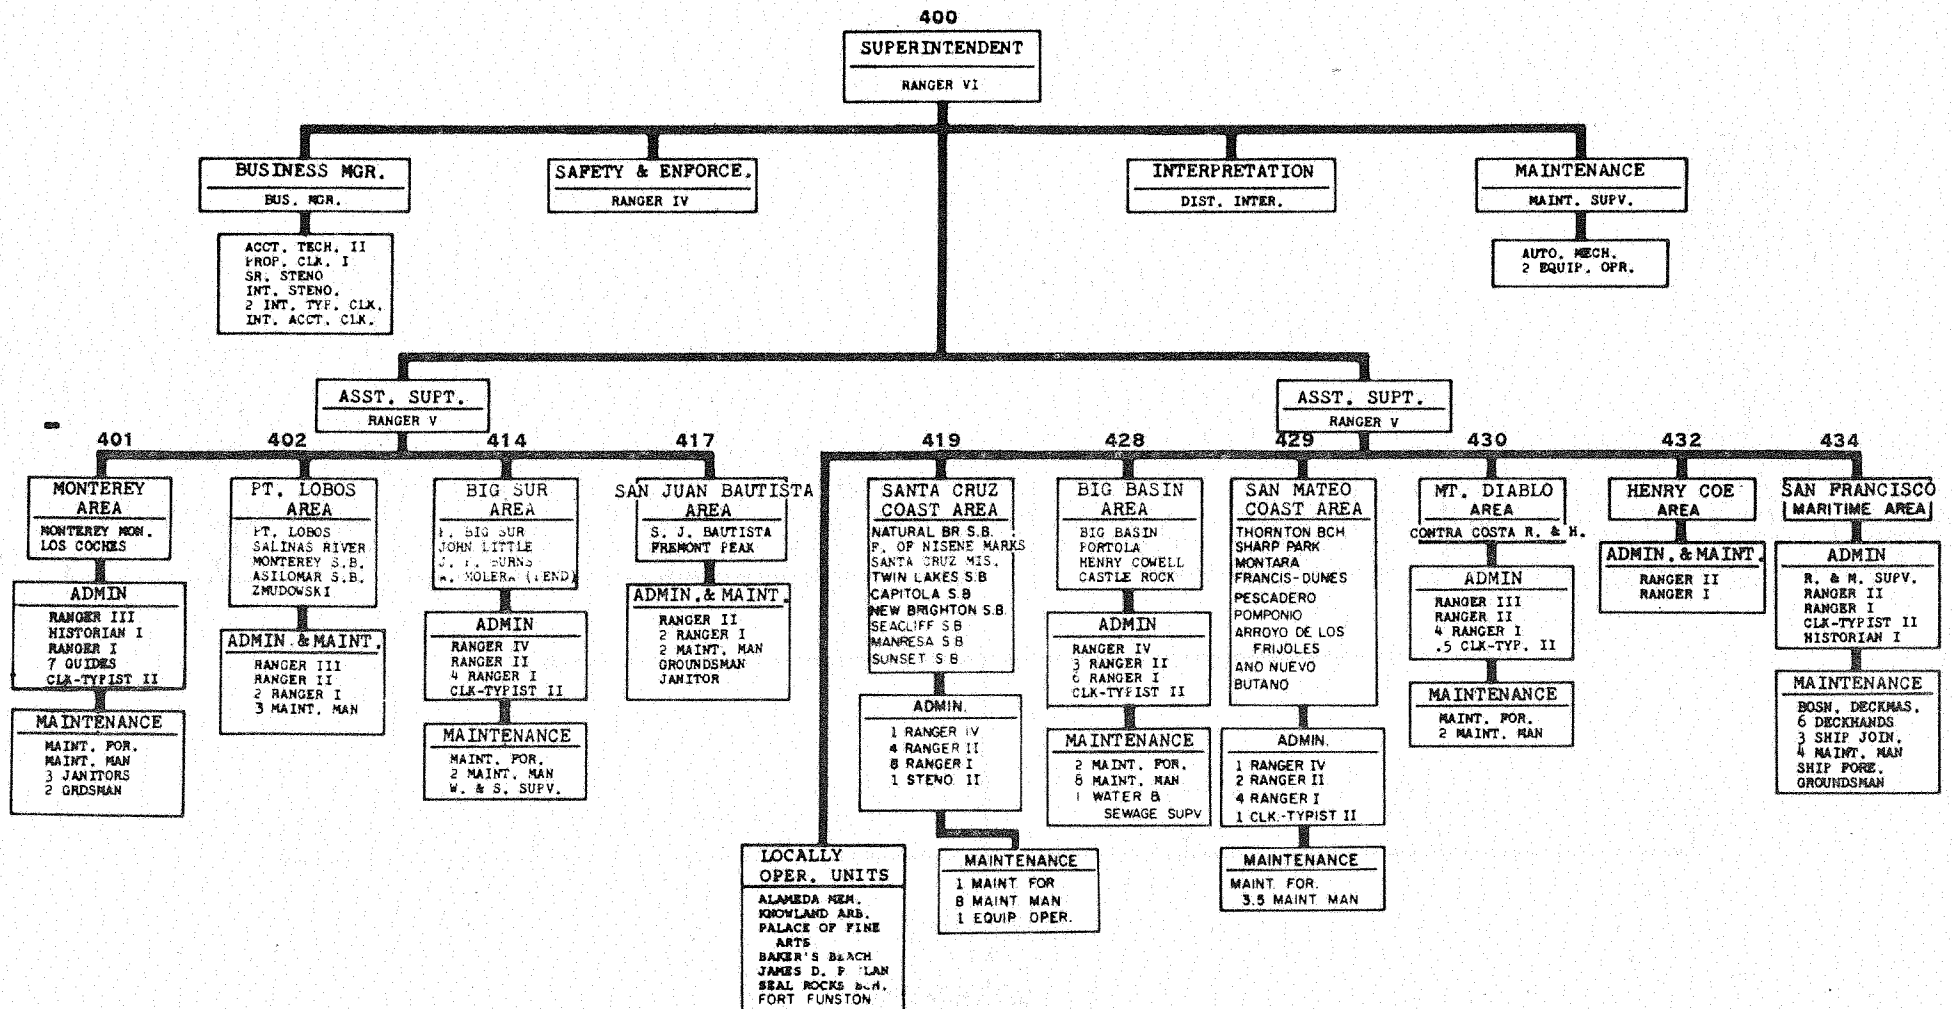 400
SUPERINTENDENT
RANGER VI
BUSINESS MGR.
BUS. MGR.
ACCT. TECH. II
PROP. CLK. I
SR. STENO
INT. STENO.
2 INT. TYP. CLK.
INT. ACCT. CLK.
SAFETY & ENFORCE.
RANGER IV
INTERPRETATION
DIST. INTER.
MAINTENANCE
MAINT. SUPV.
AUTO. MECH.
2 EQUIP. OPR.
ASST. SUPT.
RANGER V
401
MONTEREY
AREA
MONTEREY MON.
LOS COCHES
ADMIN
RANGER III
HISTORIAN I
RANGER I
7 GUIDES
CLK-TYPIST II
MAINTENANCE
MAINT. FOR.
MAINT. MAN
3 JANITORS
2 GRDSMAN
402
PT. LOBOS
AREA
PT. LOBOS
SALINAS RIVER
MONTEREY S.B.
ASILOMAR S.B.
ZMUDOWSKI
ADMIN. & MAINT.
RANGER III
RANGER II
2 RANGER I
3 MAINT. MAN
414
BIG SUR
AREA
BIG SUR
JOHN LITTLE
BURNS
MOLERA (PEND)
ADMIN
RANGER IV
RANGER II
4 RANGER I
CLK-TYPIST II
MAINTENANCE
MAINT. FOR.
2 MAINT. MAN
W. & S. SUPV.
417
SAN JUAN BAUTISTA
AREA
S. J. BAUTISTA
FREMONT PEAK
ADMIN. & MAINT.
RANGER II
2 RANGER I
2 MAINT. MAN
GROUNDSMAN
JANITOR
ASST. SUPT.
RANGER V
LOCALLY
OPER. UNITS
ALAMEDA MEM.
KNOWLAND ARB.
PALACE OF FINE
ARTS
BAKER'S BEACH
JAMES D.
SEAL ROCKS BCH.
FORT FUNSTON
419
SANTA CRUZ
COAST AREA
NATURAL BR S.B.
F. OF NISENE MARKS
SANTA CRUZ MIS.
TWIN LAKES S.B
CAPITOLA S.B
NEW BRIGHTON S.B.
SEACLIFF S B
MANRESA S B
SUNSET S B
ADMIN.
1 RANGER IV
4 RANGER II
8 RANGER I
1 STENO II
MAINTENANCE
1 MAINT FOR
8 MAINT MAN
1 EQUIP OPER.
428
BIG BASIN
AREA
BIG BASIN
PORTOLA
HENRY COWELL
CASTLE ROCK
ADMIN
RANGER IV
3 RANGER II
6 RANGER I
CLK-TYPIST II
MAINTENANCE
2 MAINT. FOR.
8 MAINT. MAN
1 WATER &
SEWAGE SUPV
429
SAN MATEO
COAST AREA
THORNTON BCH
SHARP PARK
MONTARA
FRANCIS-DUNES
PESCADERO
POMPONIO
ARROYO DE LOS
FRIJOLES
ANO NUEVO
BUTANO
ADMIN.
1 RANGER IV
2 RANGER II
4 RANGER I
1 CLK.-TYPIST II
MAINTENANCE
MAINT FOR.
3.5 MAINT MAN
430
MT. DIABLO
AREA
CONTRA COSTA R. & H.
ADMIN
RANGER III
RANGER II
4 RANGER I
.5 CLK-TYP. II
MAINTENANCE
MAINT. FOR.
2 MAINT. MAN
432
HENRY COE
AREA
ADMIN. & MAINT.
RANGER II
RANGER I
434
SAN FRANCISCO
MARITIME AREA
ADMIN
R. & M. SUPV.
RANGER II
RANGER I
CLK-TYPIST II
HISTORIAN I
MAINTENANCE
BOSN. DECKMAS.
6 DECKHANDS
3 SHIP JOIN.
4 MAINT. MAN
SHIP FORE.
GROUNDSMAN